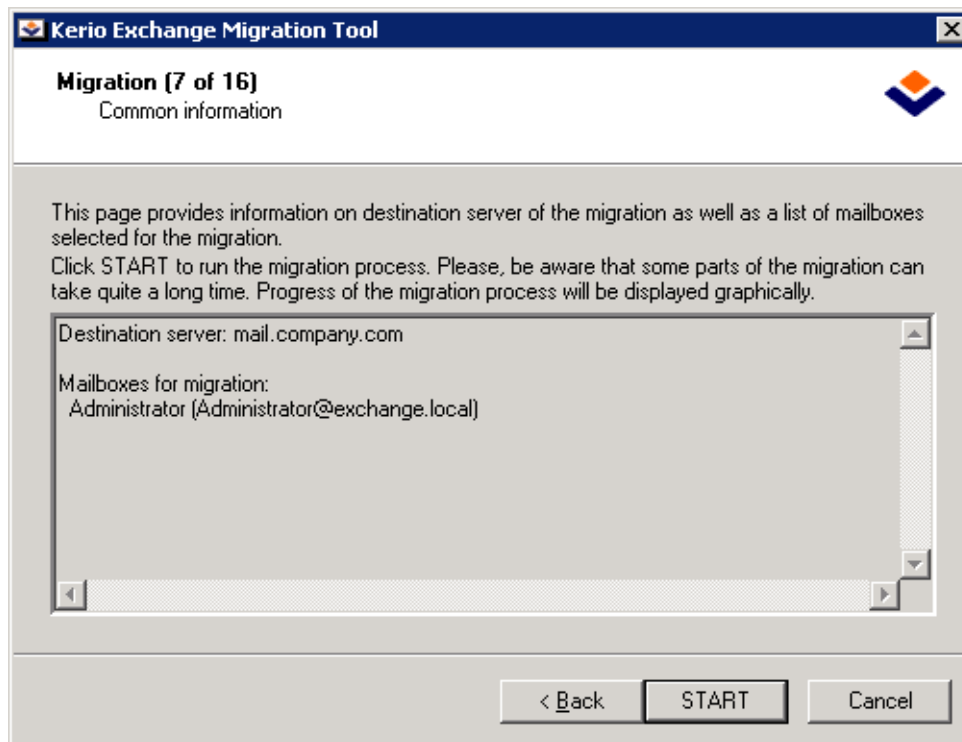 Kerio Exchange Migration Tool
Migration (7 of 16)
Common information
This page provides information on destination server of the migration as well as a list of mailboxes
selected for the migration.
Click START to run the migration process. Please, be aware that some parts of the migration can
take quite a long time. Progress of the migration process will be displayed graphically.
Destination server: mail.company.com
Mailboxes for migration:
Administrator (Administrator@exchange.local)
< Back
START
Cancel